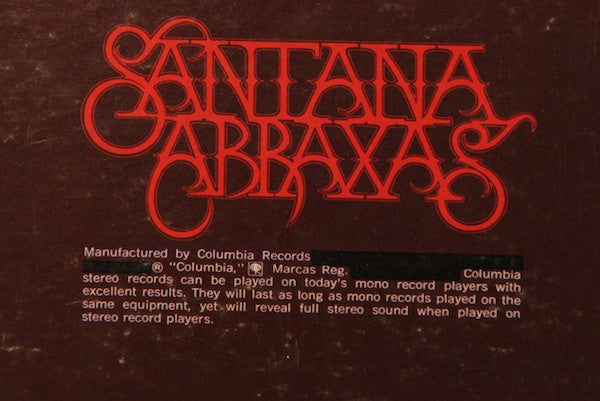 SANTANA
ABRAXAS
Manufactured by Columbia Records
® "Columbia," Marcas Reg. Columbia
stereo records can be played on today's mono record players with
excellent results. They will last as long as mono records played on the
same equipment, yet will reveal full stereo sound when played on
stereo record players.